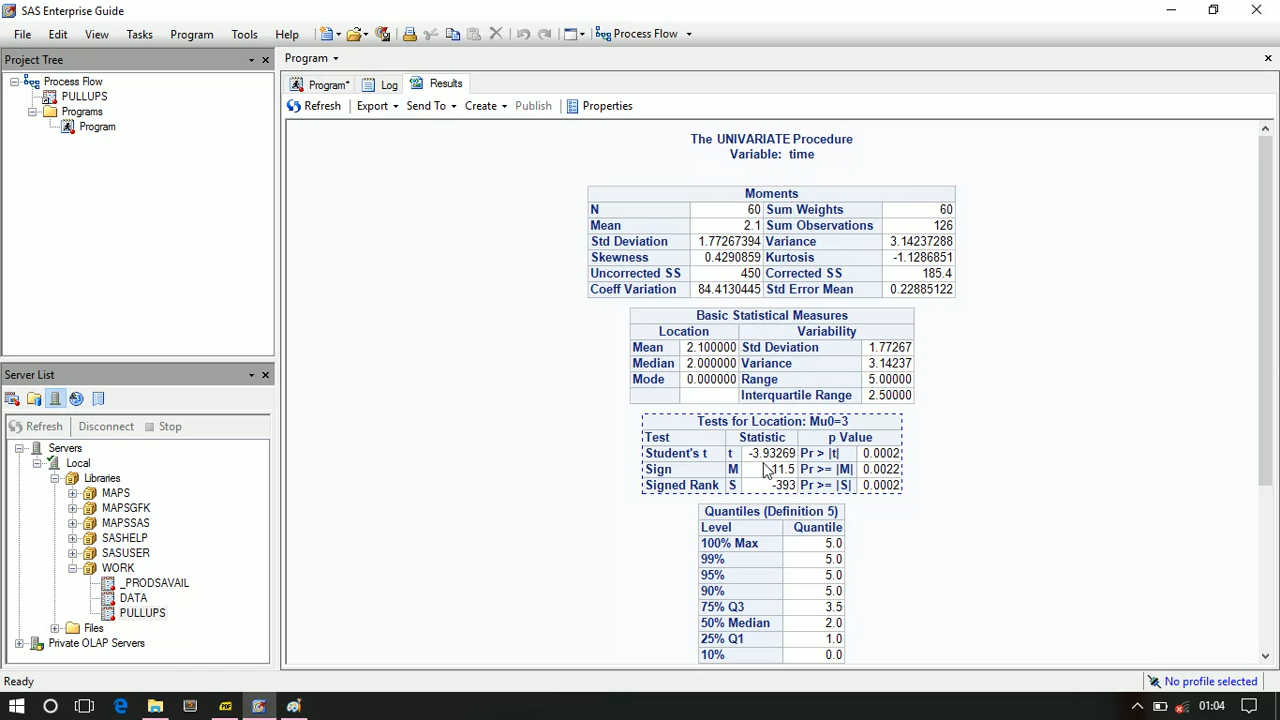 SAS Enterprise Guide
File Edit View Tasks Program Tools Help Process Flow
Project Tree
Process Flow
PULLUPS
Programs
Program
Server List
Refresh Disconnect Stop
Servers
Local
Libraries
MAPS
MAPSGFK
MAPSSAS
SASHELP
SASUSER
WORK
_PRODSAVAIL
DATA
PULLUPS
Files
Private OLAP Servers
Program
Program* Log Results
Refresh Export Send To Create Publish Properties
The UNIVARIATE Procedure
Variable: time
Moments
N 60 Sum Weights 60
Mean 2.1 Sum Observations 126
Std Deviation 1.77267394 Variance 3.14237288
Skewness 0.4290859 Kurtosis -1.1286851
Uncorrected SS 450 Corrected SS 185.4
Coeff Variation 84.4130445 Std Error Mean 0.22885122
Basic Statistical Measures
Location Variability
Mean 2.100000 Std Deviation 1.77267
Median 2.000000 Variance 3.14237
Mode 0.000000 Range 5.00000
Interquartile Range 2.50000
Tests for Location: Mu0=3
Test Statistic p Value
Student's t t -3.93269 Pr > |t| 0.0002
Sign M 11.5 Pr >= |M| 0.0022
Signed Rank S -393 Pr >= |S| 0.0002
Quantiles (Definition 5)
Level Quantile
100% Max 5.0
99% 5.0
95% 5.0
90% 5.0
75% Q3 3.5
50% Median 2.0
25% Q1 1.0
10% 0.0
Ready
No profile selected
01:04